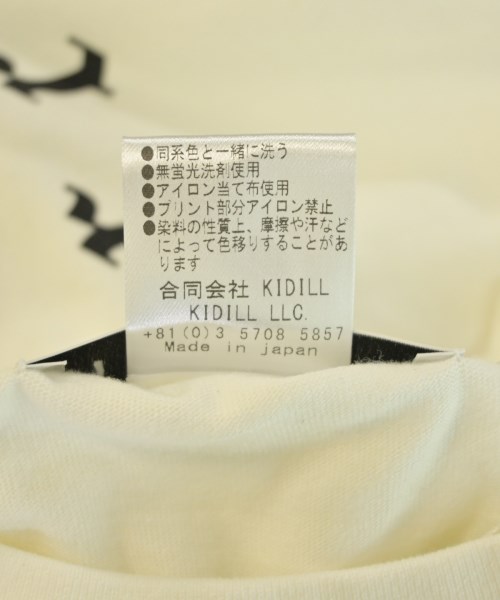 ●同系色と一緒に洗う
●無蛍光洗剤使用
●アイロン当て布使用
●プリント部分アイロン禁止
●染料の性質上、摩擦や汗など
によって色移りすることがあ
ります
合同会社 KIDILL
KIDILL LLC.
+81(0)3 5708 5857
Made in japan